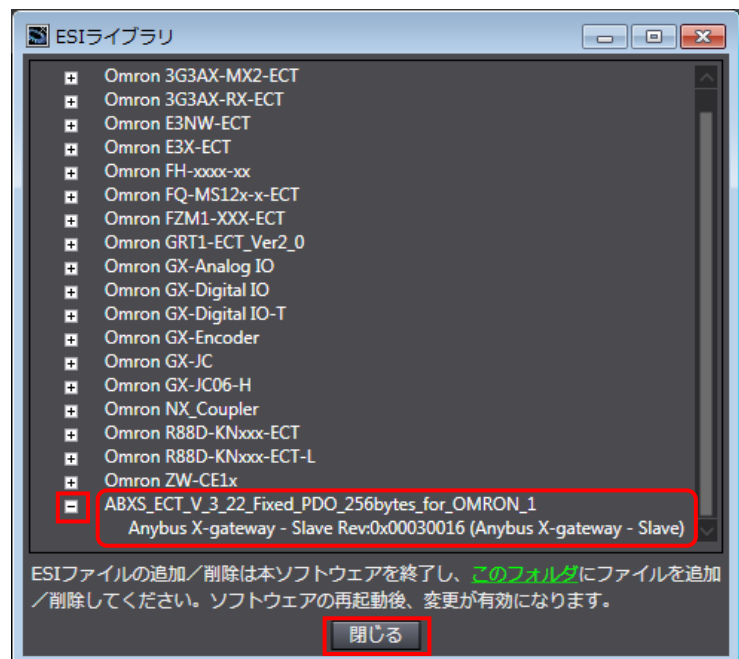 ESIライブラリ
Omron 3G3AX-MX2-ECT
Omron 3G3AX-RX-ECT
Omron E3NW-ECT
Omron E3X-ECT
Omron FH-xxxx-xx
Omron FQ-MS12x-x-ECT
Omron FZM1-XXX-ECT
Omron GRT1-ECT_Ver2_0
Omron GX-Analog IO
Omron GX-Digital IO
Omron GX-Digital IO-T
Omron GX-Encoder
Omron GX-JC
Omron GX-JC06-H
Omron NX_Coupler
Omron R88D-KNxxx-ECT
Omron R88D-KNxxx-ECT-L
Omron ZW-CE1x
ABXS_ECT_V_3_22_Fixed_PDO_256bytes_for_OMRON_1
Anybus X-gateway - Slave Rev:0x00030016 (Anybus X-gateway - Slave)
ESIファイルの追加／削除は本ソフトウェアを終了し、このフォルダにファイルを追加
／削除してください。ソフトウェアの再起動後、変更が有効になります。
閉じる